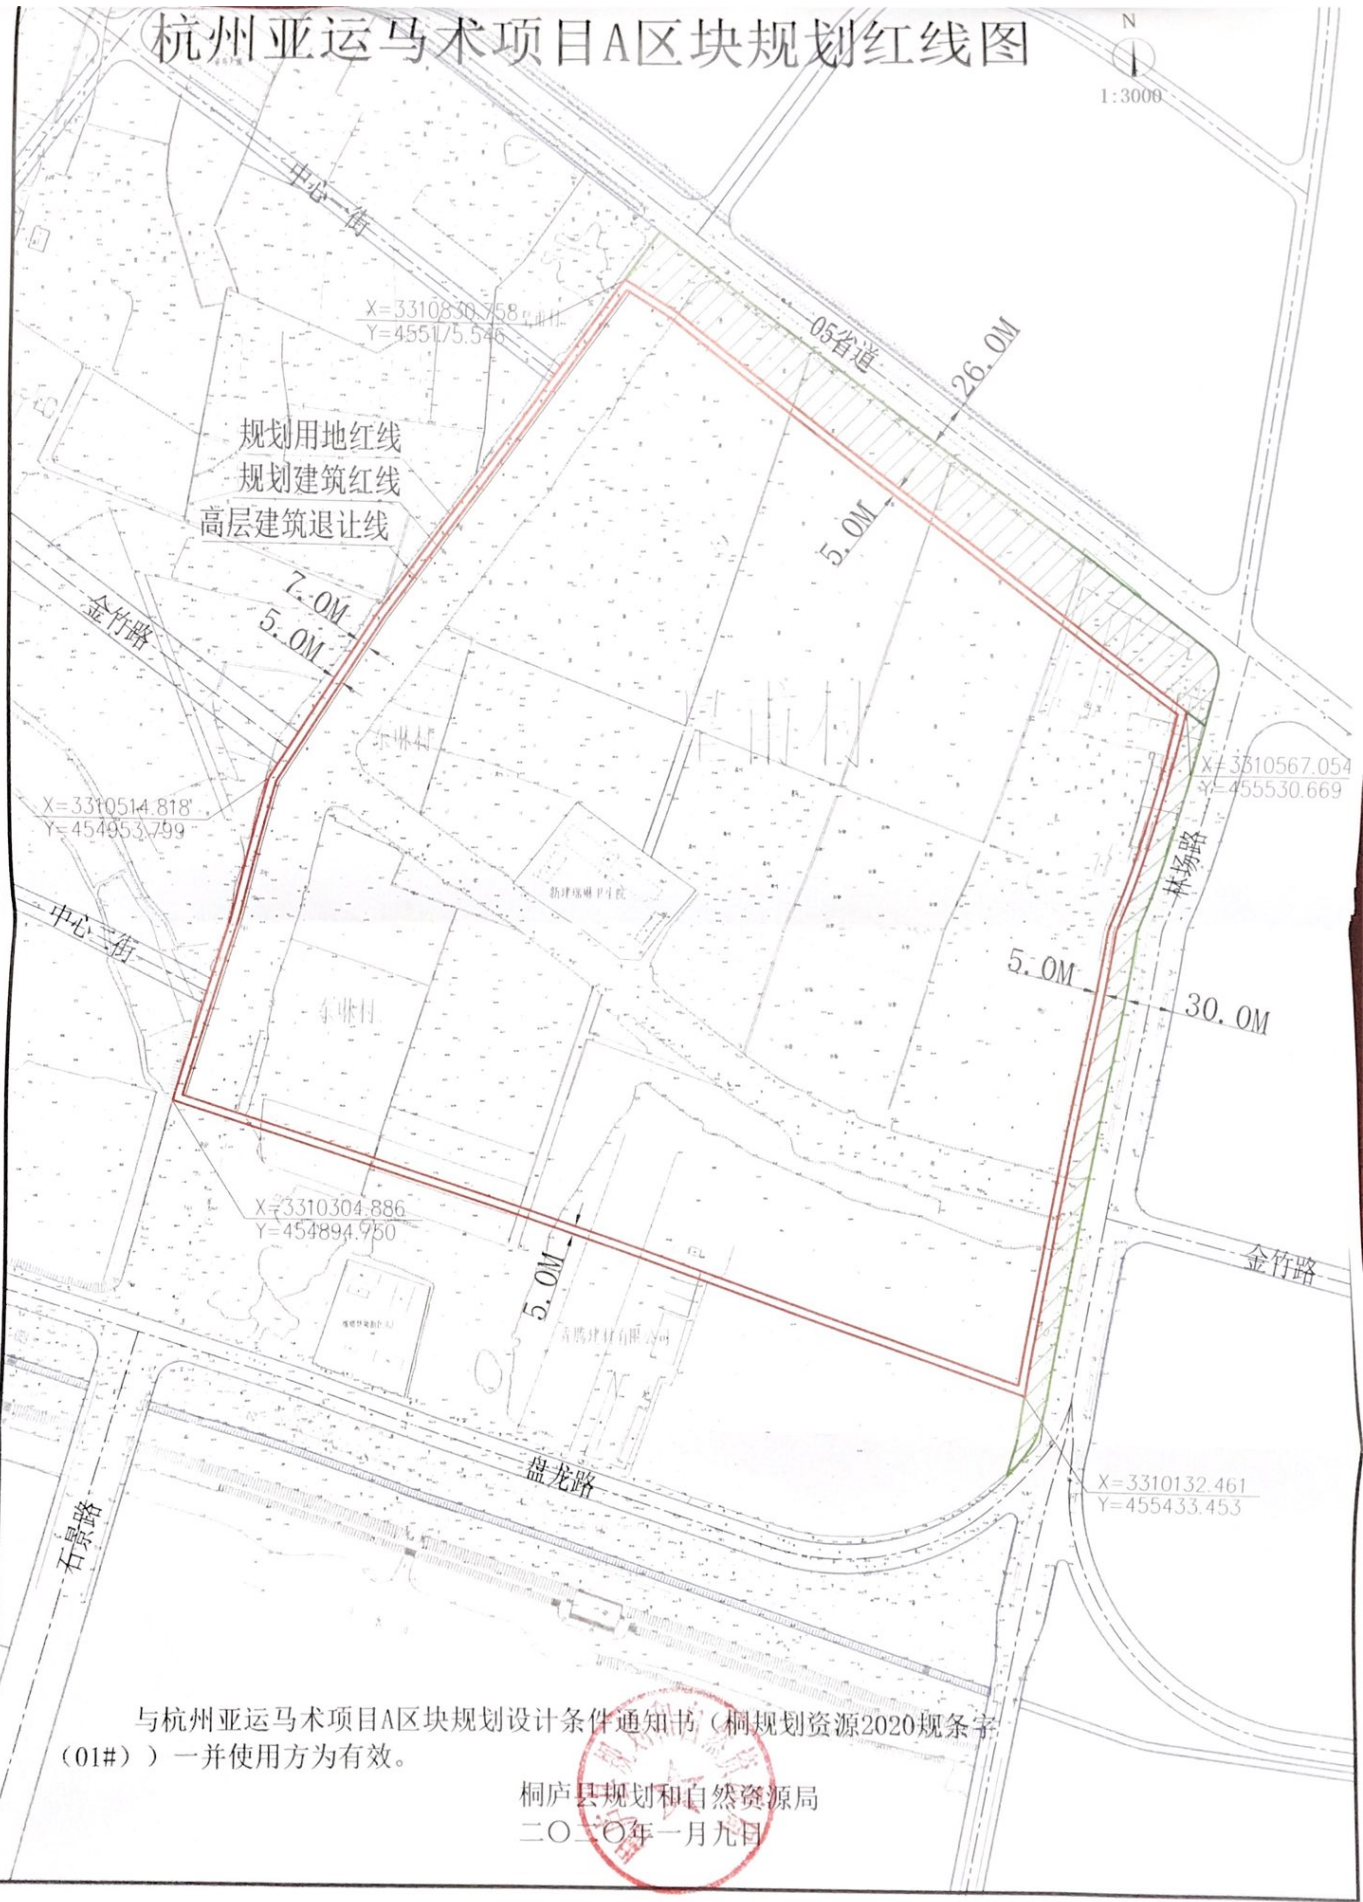 杭州亚运马术项目A区块规划红线图
N
1:3000
中心一街
X=3310830.758
Y=455175.546
05省道
26.0M
规划用地红线
规划建筑红线
高层建筑退让线
5.0M
7.0M
5.0M
金竹路
东琳村
X=3310567.054
Y=455530.669
X=3310514.818
Y=454953.799
林场路
中心二街
5.0M
30.0M
东琳村
X=3310304.886
Y=454894.750
金竹路
5.0M
盘龙路
X=3310132.461
Y=455433.453
石景路
与杭州亚运马术项目A区块规划设计条件通知书（桐规划资源2020规条字
（01#））一并使用方为有效。
桐庐县规划和自然资源局
二〇二〇年一月九日